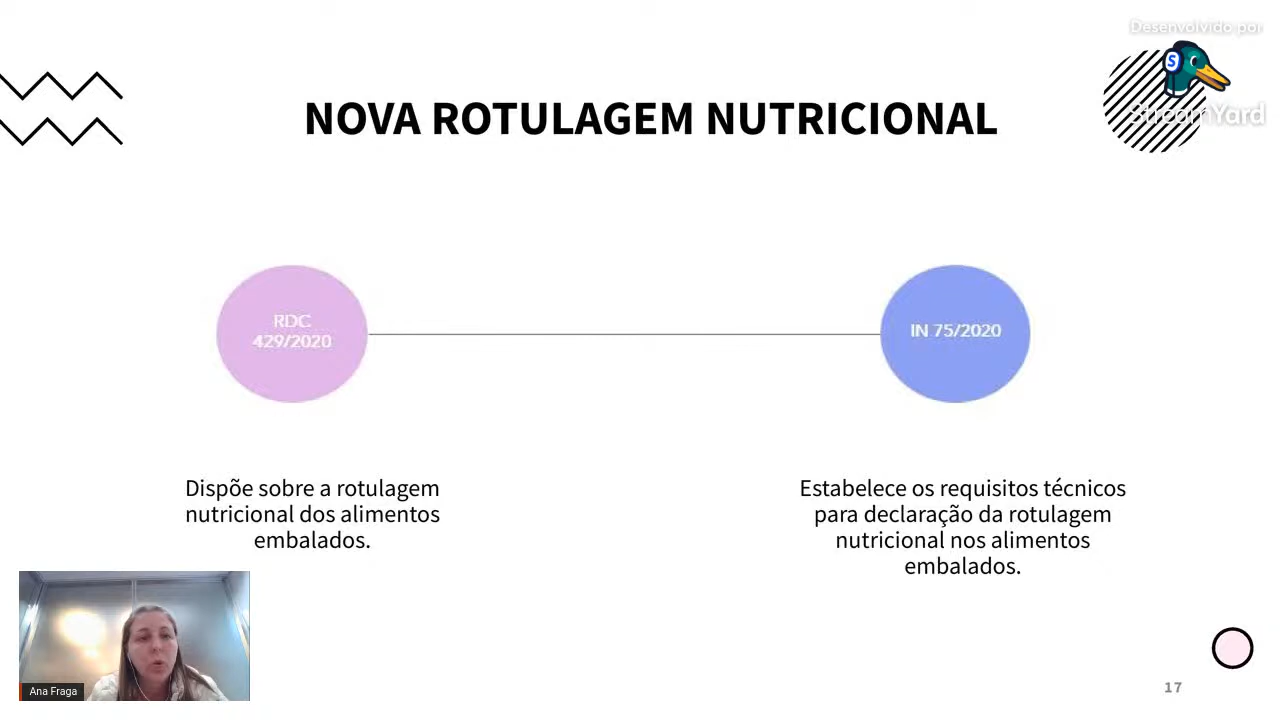 Desenvolvido por
S
StreamYard
NOVA ROTULAGEM NUTRICIONAL
RDC
429/2020
IN 75/2020
Dispõe sobre a rotulagem
nutricional dos alimentos
embalados.
Estabelece os requisitos técnicos
para declaração da rotulagem
nutricional nos alimentos
embalados.
Ana Fraga
17